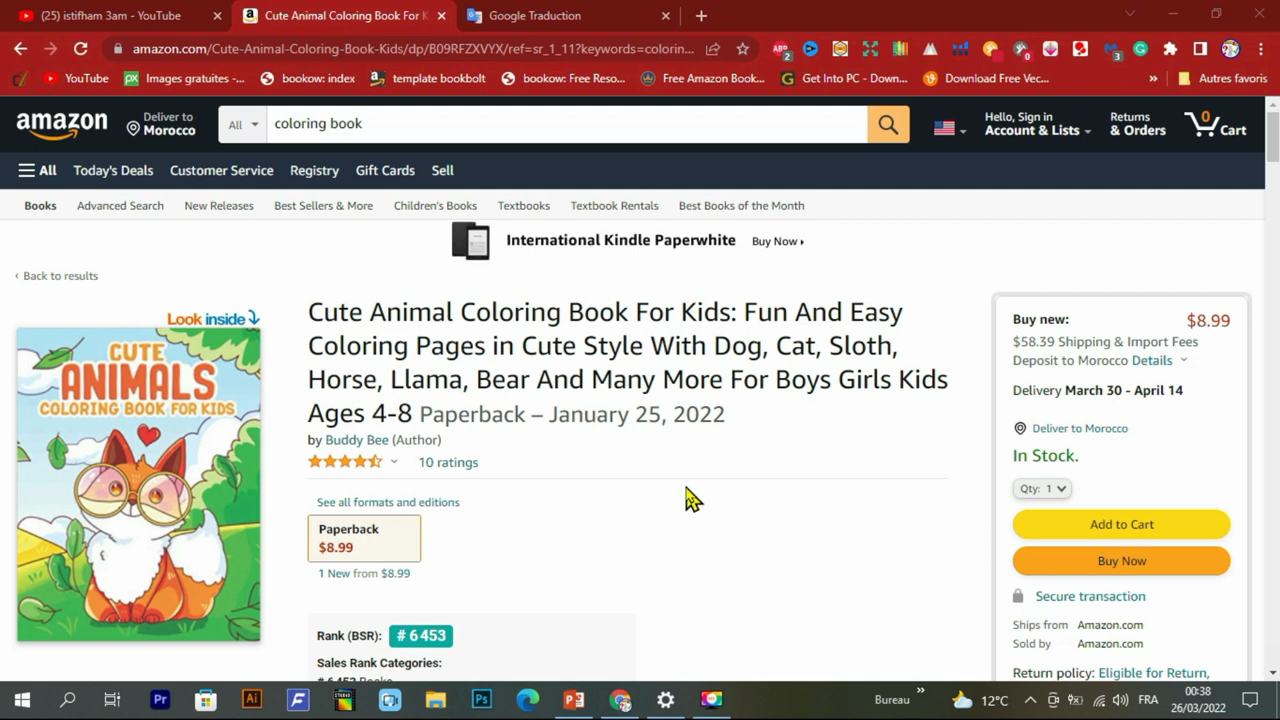 (25) istifham 3am - YouTube
Cute Animal Coloring Book For K
Google Traduction
amazon.com/Cute-Animal-Coloring-Book-Kids/dp/B09RFZXVYX/ref=sr_1_11?keywords=colorin...
YouTube
Images gratuites -...
bookow: index
template bookbolt
bookow: Free Reso...
Free Amazon Book...
Get Into PC - Down...
Download Free Vec...
»
Autres favoris
amazon
Deliver to
Morocco
All
coloring book
Hello, Sign in
Account & Lists
Returns
& Orders
0
Cart
All
Today's Deals
Customer Service
Registry
Gift Cards
Sell
Books
Advanced Search
New Releases
Best Sellers & More
Children's Books
Textbooks
Textbook Rentals
Best Books of the Month
International Kindle Paperwhite
Buy Now ›
‹ Back to results
Look inside
CUTE
ANIMALS
COLORING BOOK FOR KIDS
Cute Animal Coloring Book For Kids: Fun And Easy
Coloring Pages in Cute Style With Dog, Cat, Sloth,
Horse, Llama, Bear And Many More For Boys Girls Kids
Ages 4-8 Paperback – January 25, 2022
by Buddy Bee (Author)
10 ratings
See all formats and editions
Paperback
$8.99
1 New from $8.99
Rank (BSR): # 6 453
Sales Rank Categories:
# 6 453 Books
Buy new:
$8.99
$58.39 Shipping & Import Fees
Deposit to Morocco Details
Delivery March 30 - April 14
Deliver to Morocco
In Stock.
Qty: 1
Add to Cart
Buy Now
Secure transaction
Ships from Amazon.com
Sold by Amazon.com
Return policy: Eligible for Return,
Pr
Ai
Ps
Bureau
»
12°C
FRA
00:38
26/03/2022